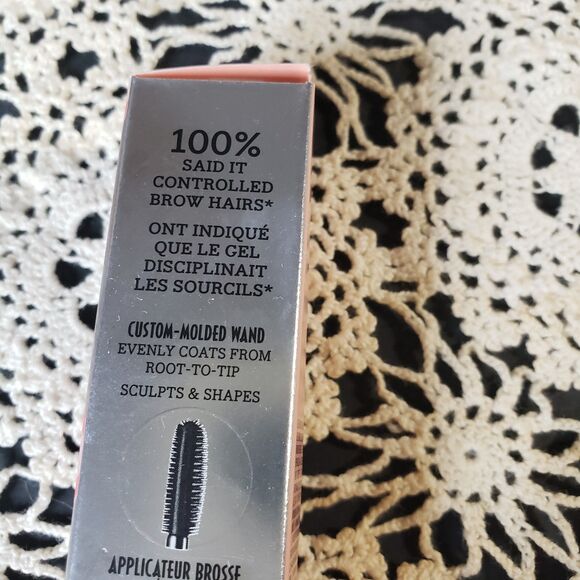 100%
SAID IT
CONTROLLED
BROW HAIRS*
ONT INDIQUÉ
QUE LE GEL
DISCIPLINAIT
LES SOURCILS*
CUSTOM-MOLDED WAND
EVENLY COATS FROM
ROOT-TO-TIP
SCULPTS & SHAPES
APPLICATEUR BROSSE